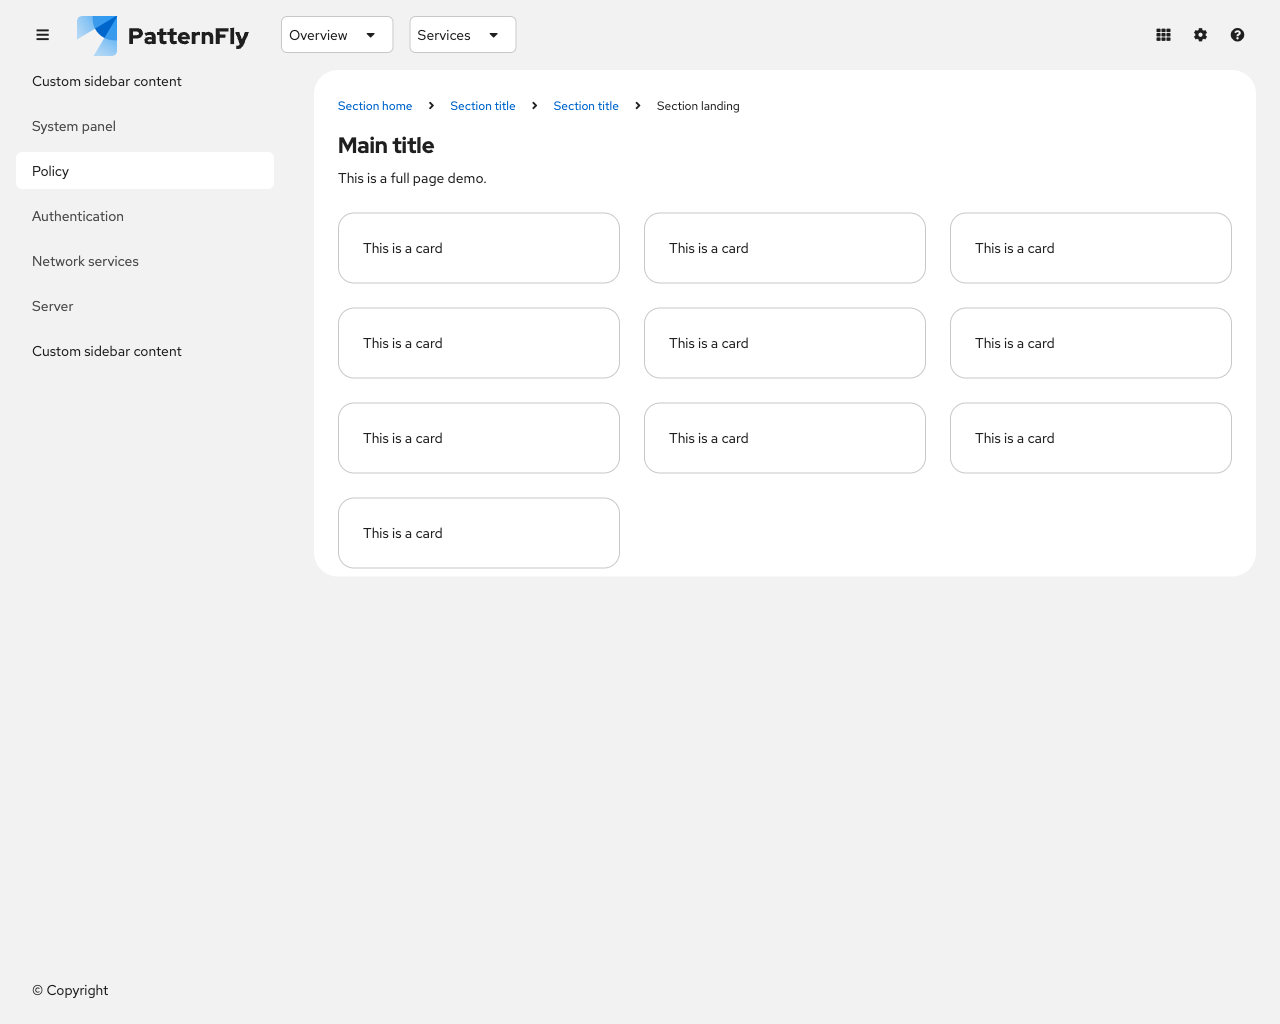 PatternFly
Overview
Services
Custom sidebar content
System panel
Policy
Authentication
Network services
Server
Custom sidebar content
© Copyright
Section home
Section title
Section title
Section landing
Main title
This is a full page demo.
This is a card
This is a card
This is a card
This is a card
This is a card
This is a card
This is a card
This is a card
This is a card
This is a card